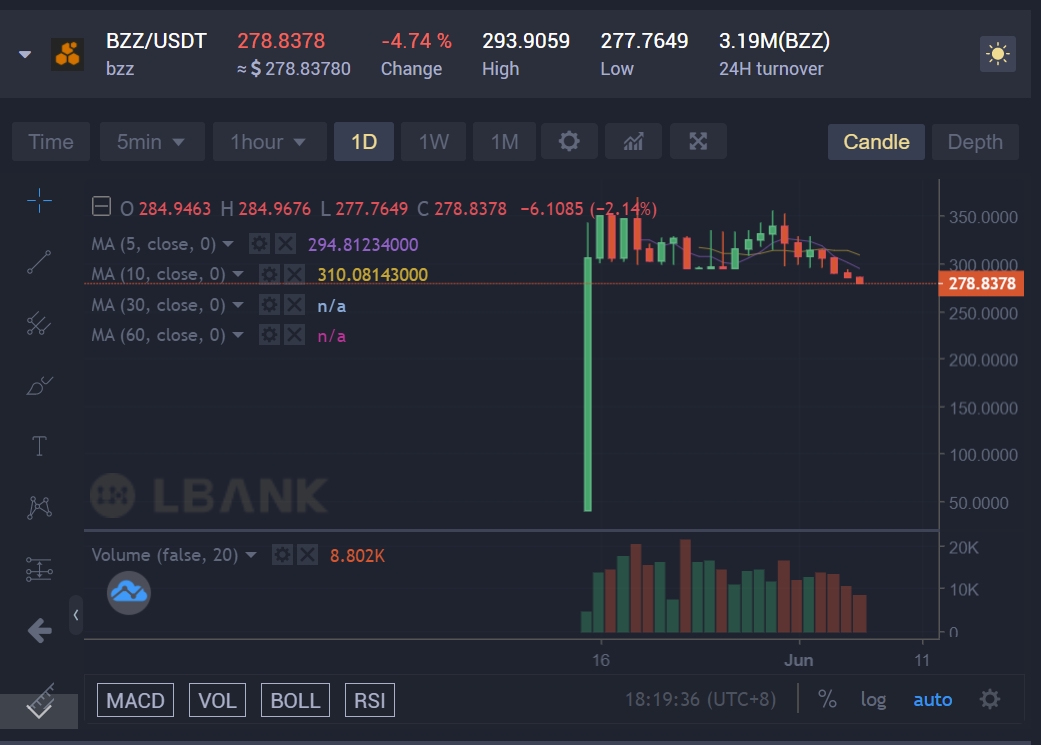 BZZ/USDT 278.8378 -4.74 % 293.9059 277.7649 3.19M(BZZ)
bzz ≈ $ 278.83780 Change High Low 24H turnover
Time 5min 1hour 1D 1W 1M Candle Depth
O 284.9463 H 284.9676 L 277.7649 C 278.8378 −6.1085 (−2.14%)
350.0000
MA (5, close, 0) 294.81234000
300.0000
MA (10, close, 0) 310.08143000
278.8378
MA (30, close, 0) n/a
250.0000
MA (60, close, 0) n/a
200.0000
150.0000
T
100.0000
LBANK
50.0000
Volume (false, 20) 8.802K
20K
10K
0
16 Jun 11
MACD VOL BOLL RSI 18:19:36 (UTC+8) % log auto